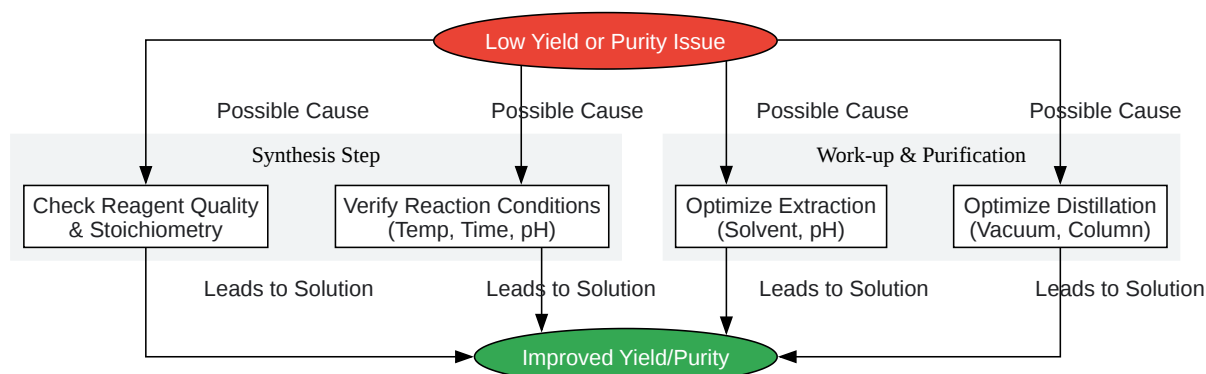 Low Yield or Purity Issue
Possible Cause
Possible Cause
Possible Cause
Possible Cause
Synthesis Step
Work-up & Purification
Check Reagent Quality
& Stoichiometry
Verify Reaction Conditions
(Temp, Time, pH)
Optimize Extraction
(Solvent, pH)
Optimize Distillation
(Vacuum, Column)
Leads to Solution
Leads to Solution
Leads to Solution
Leads to Solution
Improved Yield/Purity